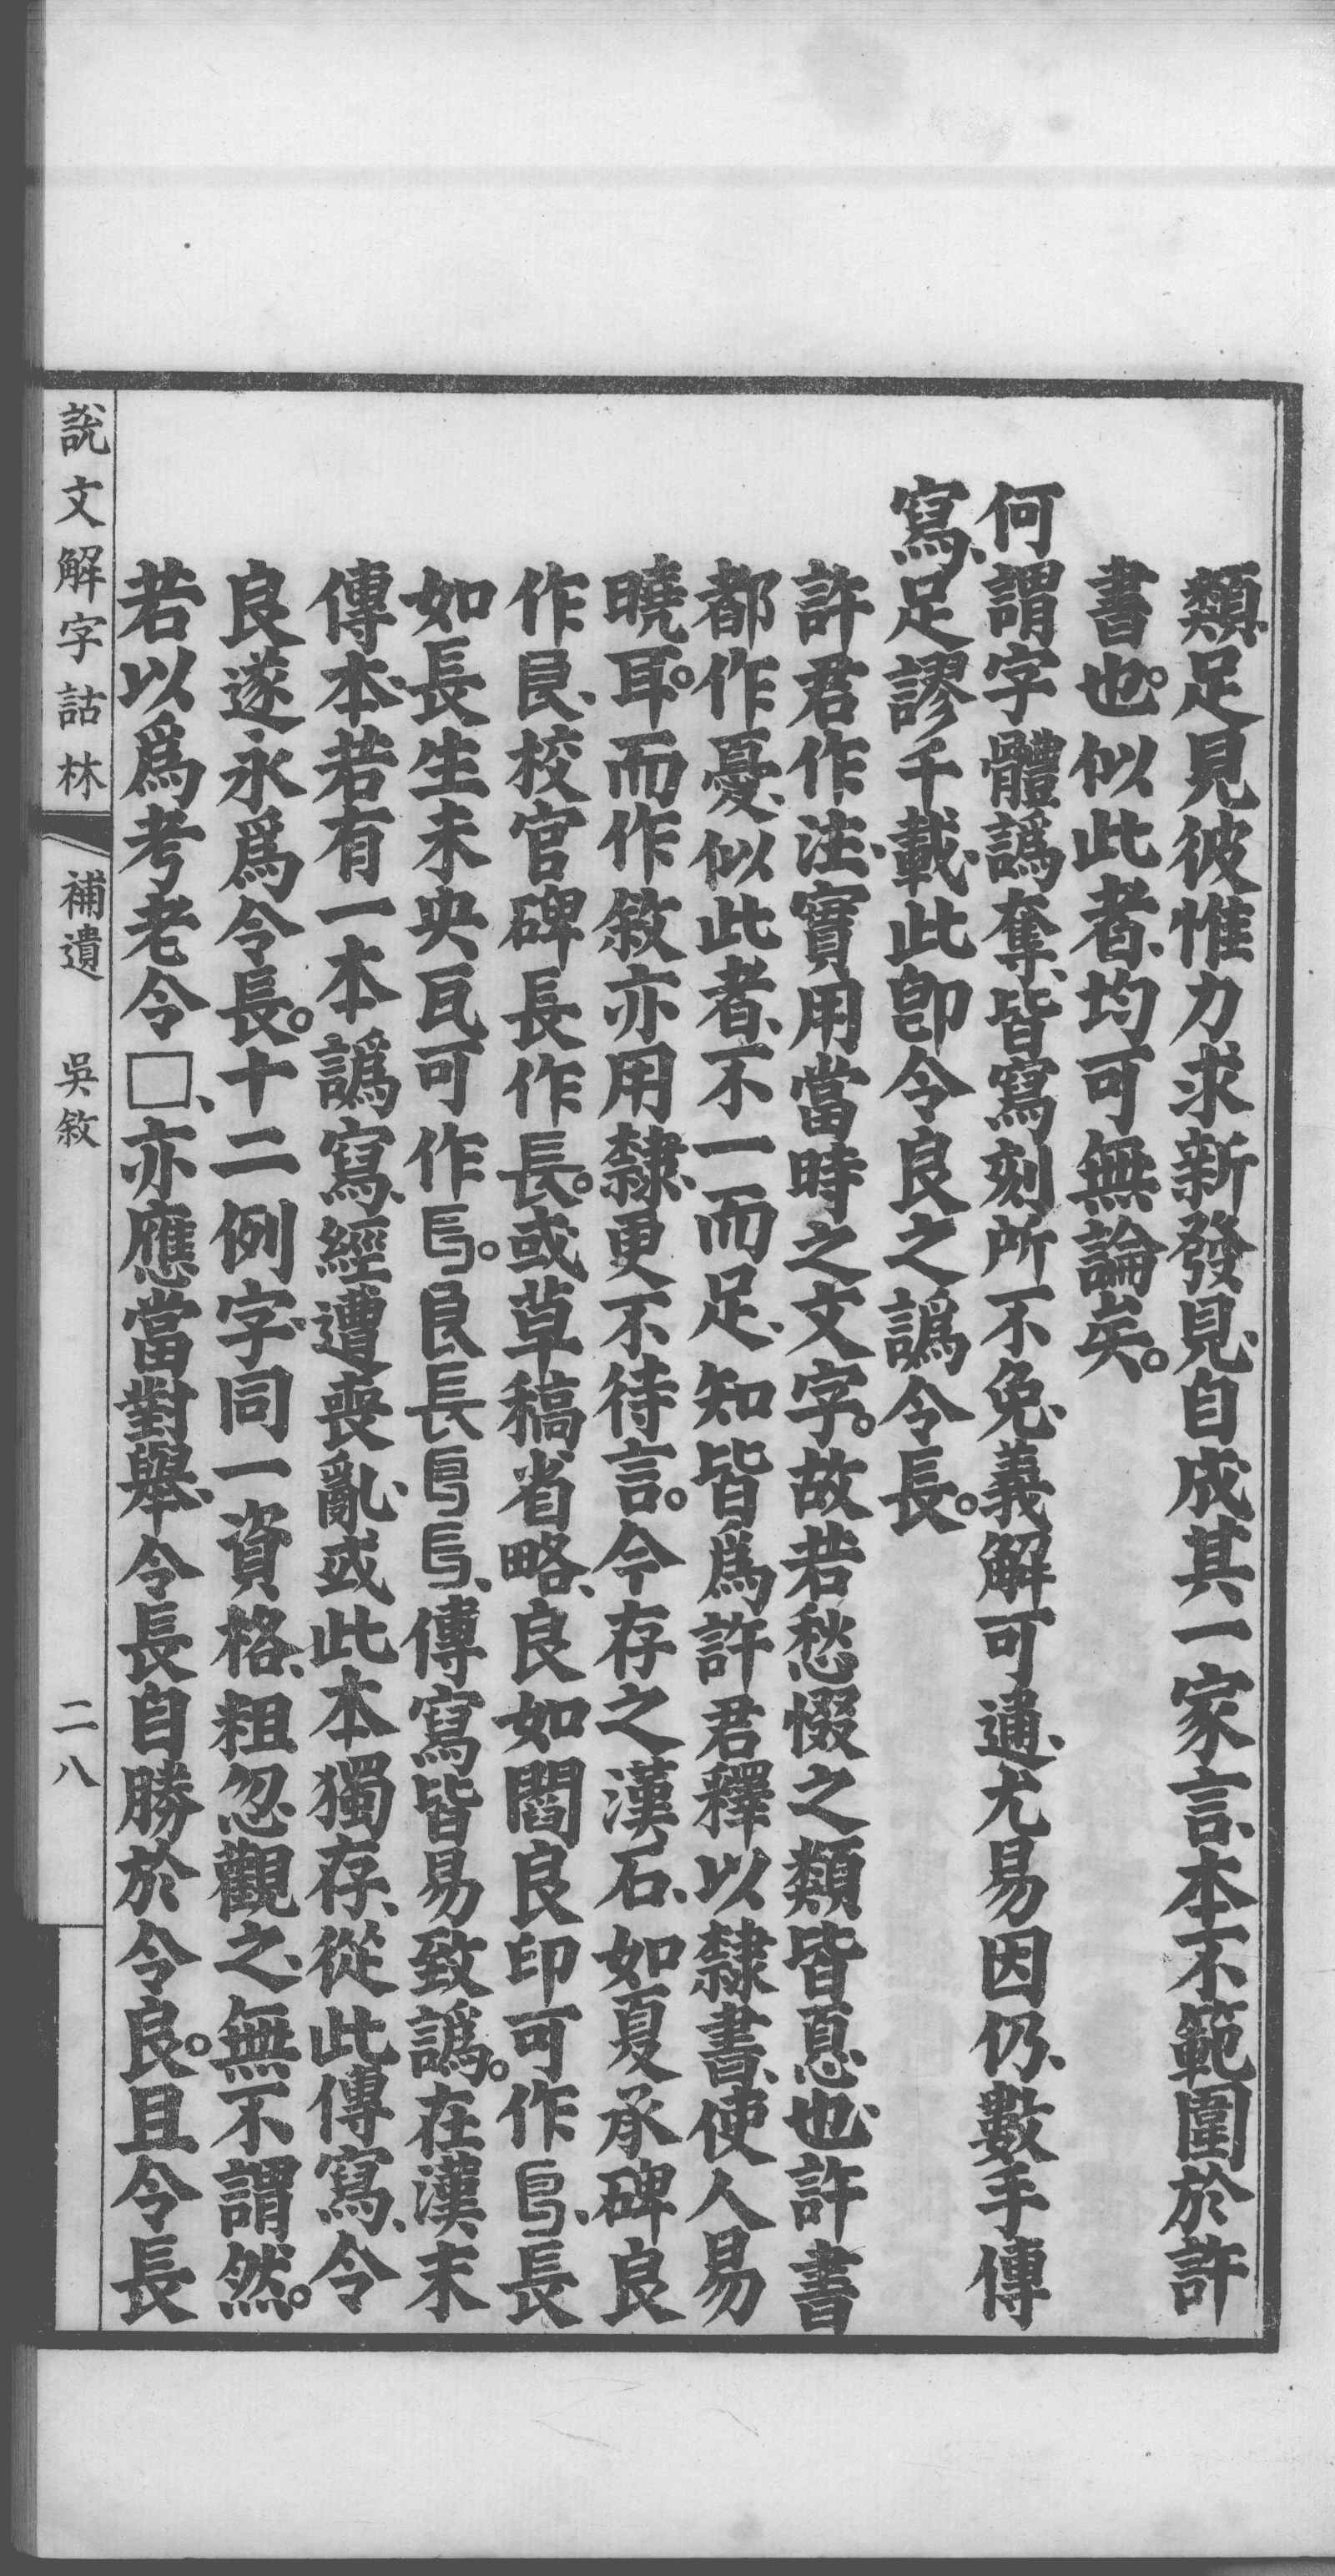 類、足見彼惟力求新發見、自成其一家言、本不範圍於許
書也。似此者、均可無論矣。
何謂字體譌奪、皆寫刻所不免、義解可通、尤易因仍、數手傳
寫、足謬千載、此卽令良之譌令長。
許君作注、實用當時之文字。故若愁惙之類皆𢝊也、許書
都作憂、似此者、不一而足、知皆爲許君釋以隸書、使人易
曉耳。而作敘亦用隸、更不待言。今存之漢石、如夏承碑良
作、校官碑長作長。或草稿省略、良如閻良印可作、長
如長生未央瓦可作。長、傳寫皆易致譌。在漢末
傳本、若有一本譌寫、經遭喪亂、或此本獨存、從此傳寫、令
良遂永爲令長。十二例字、同一資格、粗忽觀之、無不謂然。
若以爲考老令□、亦應當對舉、令長自勝於令良。且令長
說文解字詁林 補遺 吳敘 二八